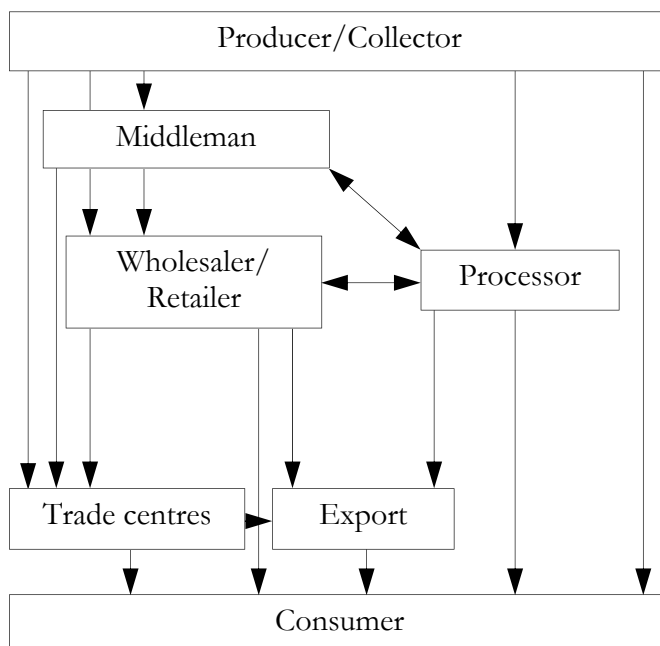 Producer/Collector
Middleman
Wholesaler/
Retailer
Processor
Trade centres
Export
Consumer